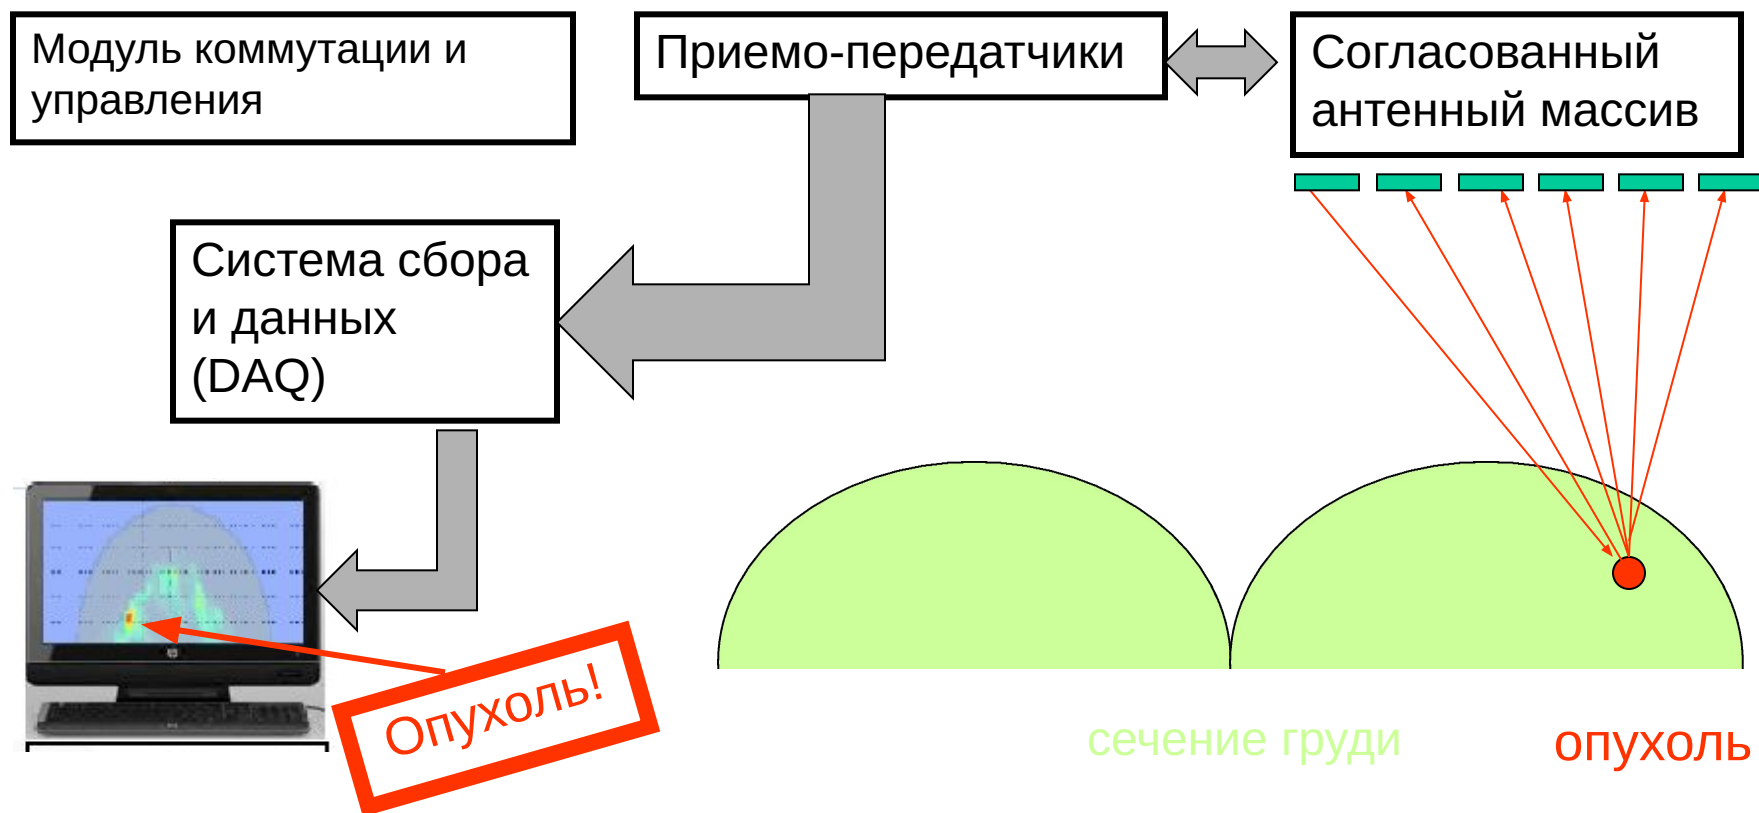 Модуль коммутации и
управления
Приемо-передатчики
Согласованный
антенный массив
Система сбора
и данных
(DAQ)
Опухоль!
сечение груди
опухоль